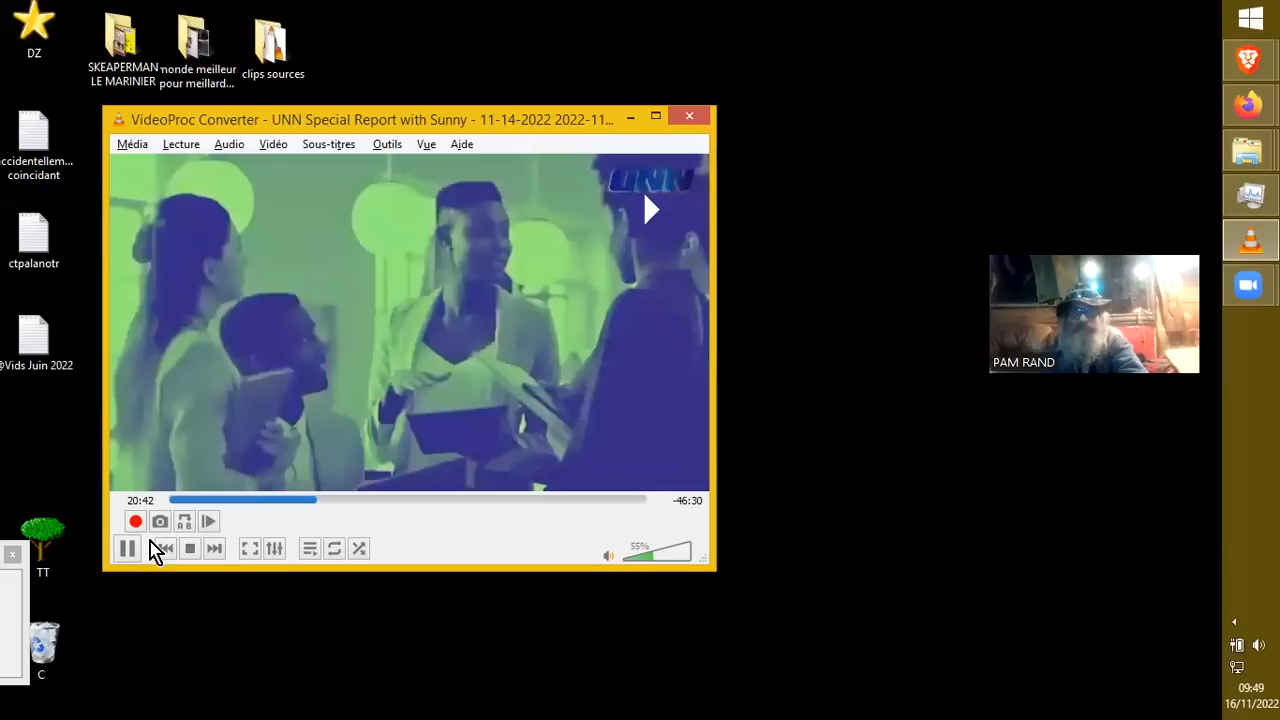 DZ
SKEAPERMAN
LE MARINIER
monde meilleur
pour meillard...
clips sources
accidentellem...
coincidant
ctpalanotr
@Vids Juin 2022
TT
C
x
VideoProc Converter - UNN Special Report with Sunny - 11-14-2022 2022-11...
Média Lecture Audio Vidéo Sous-titres Outils Vue Aide
UNN
20:42
-46:30
A B
55%
PAM RAND
09:49
16/11/2022